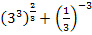 (3³)^(2/3) + (1/3)^(−3)